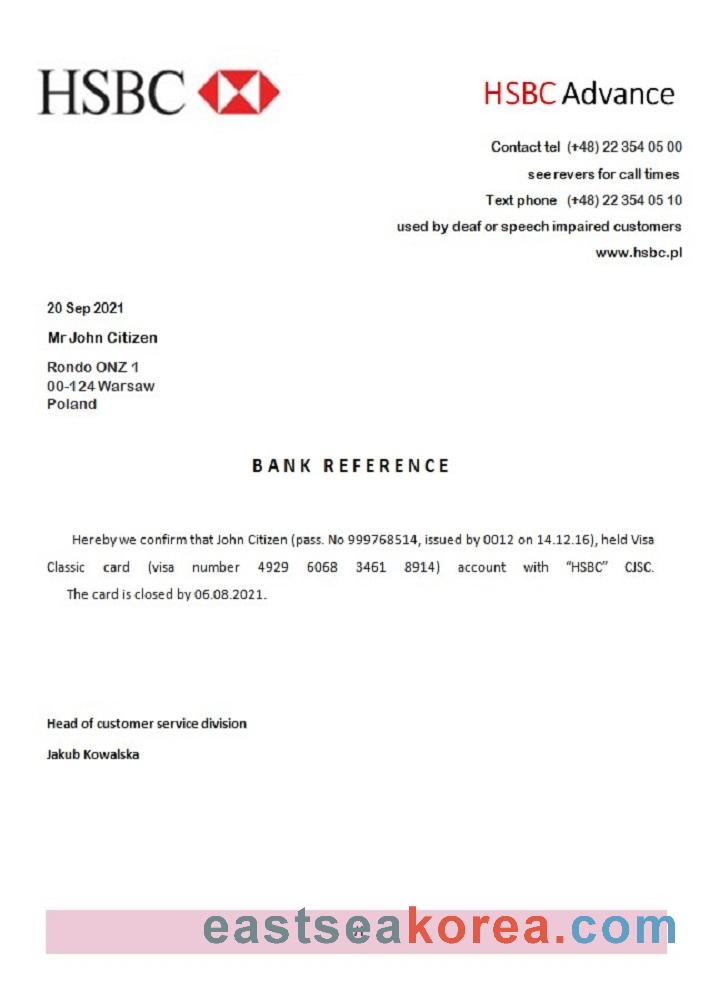 HSBC
HSBC Advance
Contact tel (+48) 22 354 05 00
see revers for call times
Text phone (+48) 22 354 05 10
used by deaf or speech impaired customers
www.hsbc.pl
20 Sep 2021
Mr John Citizen
Rondo ONZ 1
00-124 Warsaw
Poland
BANK REFERENCE
Hereby we confirm that John Citizen (pass. No 999768514, issued by 0012 on 14.12.16), held Visa
Classic card (visa number 4929 6068 3461 8914) account with "HSBC" CJSC.
The card is closed by 06.08.2021.
Head of customer service division
Jakub Kowalska
eastseakorea.com